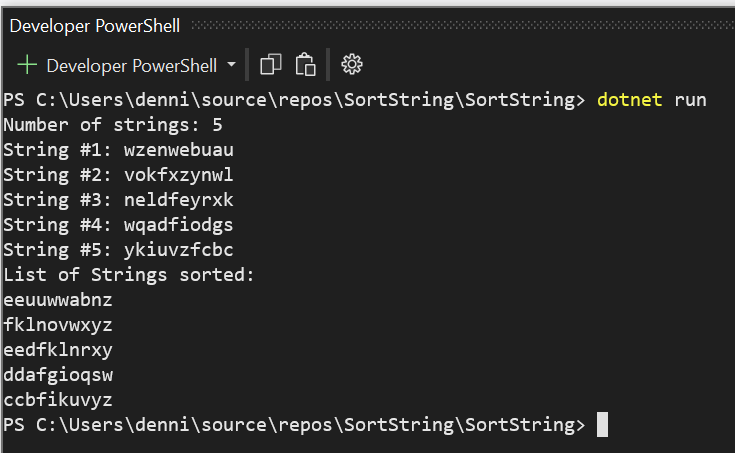 Developer PowerShell
Developer PowerShell
PS C:\Users\denni\source\repos\SortString\SortString> dotnet run
Number of strings: 5
String #1: wzenwebuau
String #2: vokfxzynwl
String #3: neldfeyrxk
String #4: wqadfiodgs
String #5: ykiuvzfcbc
List of Strings sorted:
eeuuwwabnz
fklnovwxyz
eedfklnrxy
ddafgioqsw
ccbfikuvyz
PS C:\Users\denni\source\repos\SortString\SortString>